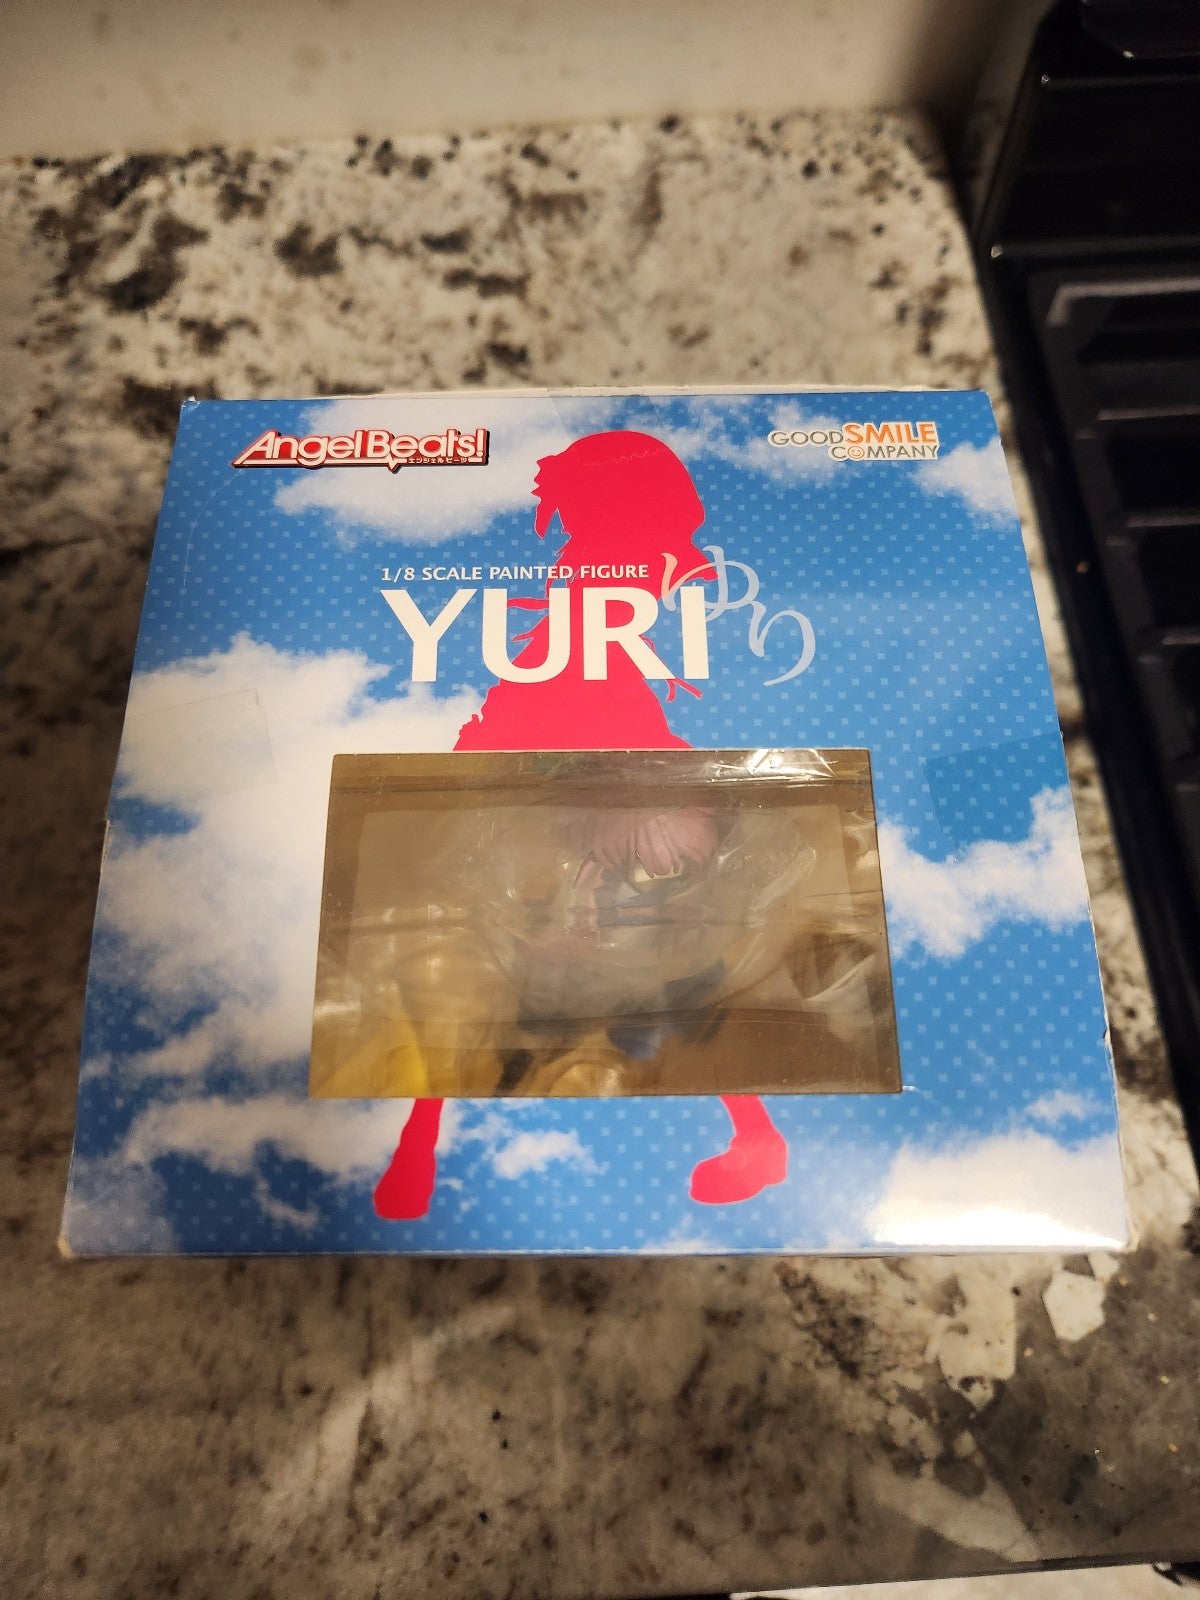 Angel Beats!
エンジェルビーツ
GOOD SMILE
COMPANY
1/8 SCALE PAINTED FIGURE
YURI ゆり